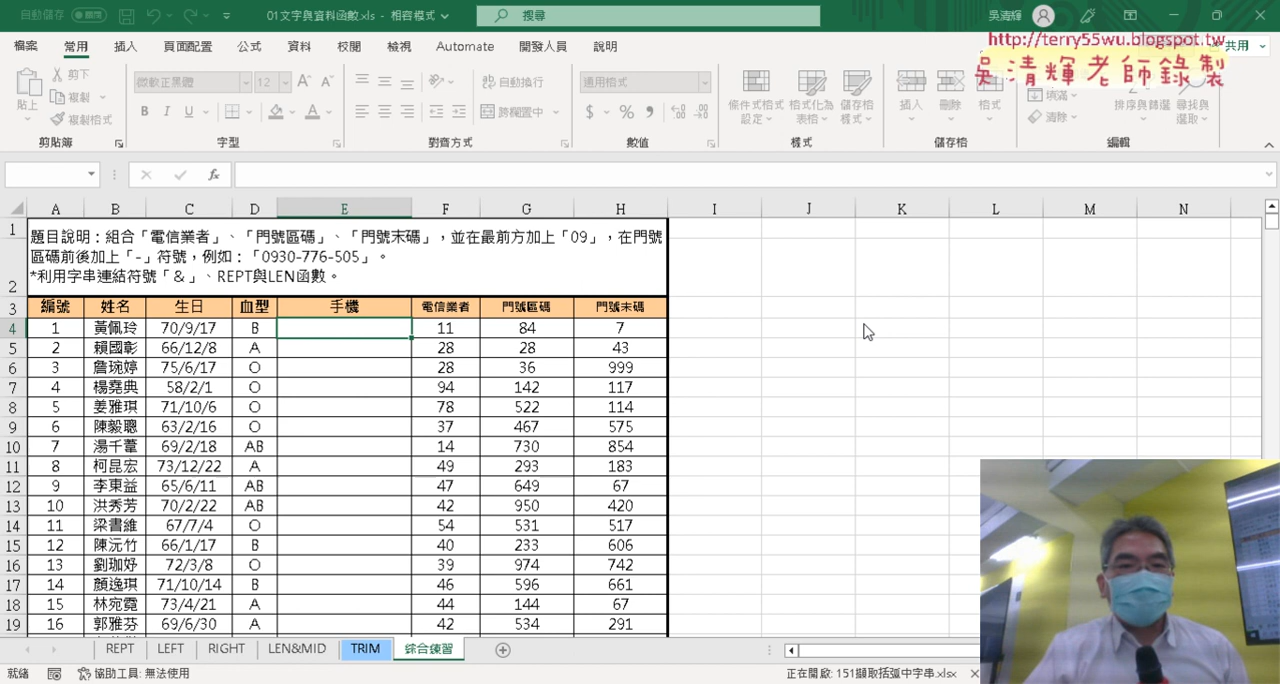 自動儲存
01文字與資料函數.xls - 相容模式
搜尋
吳清輝
檔案 常用 插入 頁面配置 公式 資料 校閱 檢視 Automate 開發人員 說明
http://terry55wu.blogspot.tw
共用
吳清輝老師錄製
貼上 剪下 複製 複製格式
微軟正黑體 12
B I U A
自動換行
跨欄置中
通用格式
$ %
條件式格式設定 格式化為表格 儲存格樣式
插入 刪除 格式
填滿 清除
排序與篩選 尋找與選取
剪貼簿 字型 對齊方式 數值 樣式 儲存格 編輯
fx
A B C D E F G H I J K L M N
1 題目說明：組合「電信業者」、「門號區碼」、「門號末碼」，並在最前方加上「09」，在門號
區碼前後加上「-」符號，例如：「0930-776-505」。
2 *利用字串連結符號「&」、REPT與LEN函數。
3 編號 姓名 生日 血型 手機 電信業者 門號區碼 門號末碼
4 1 黃佩玲 70/9/17 B 11 84 7
5 2 賴國彰 66/12/8 A 28 28 43
6 3 詹琬婷 75/6/17 O 28 36 999
7 4 楊堯典 58/2/1 O 94 142 117
8 5 姜雅琪 71/10/6 O 78 522 114
9 6 陳毅聰 63/2/16 O 37 467 575
10 7 湯千葦 69/2/18 AB 14 730 854
11 8 柯昆宏 73/12/22 A 49 293 183
12 9 李東益 65/6/11 AB 47 649 67
13 10 洪秀芳 70/2/22 AB 42 950 420
14 11 梁書維 67/7/4 O 54 531 517
15 12 陳沅竹 66/1/17 B 40 233 606
16 13 劉珈妤 72/3/8 O 39 974 742
17 14 顏逸琪 71/10/14 B 46 596 661
18 15 林宛霓 73/4/21 A 44 144 67
19 16 郭雅芬 69/6/30 A 42 534 291
REPT LEFT RIGHT LEN&MID TRIM 綜合練習
就緒 協助工具: 無法使用
正在開啟: 151擷取括弧中字串.xlsx